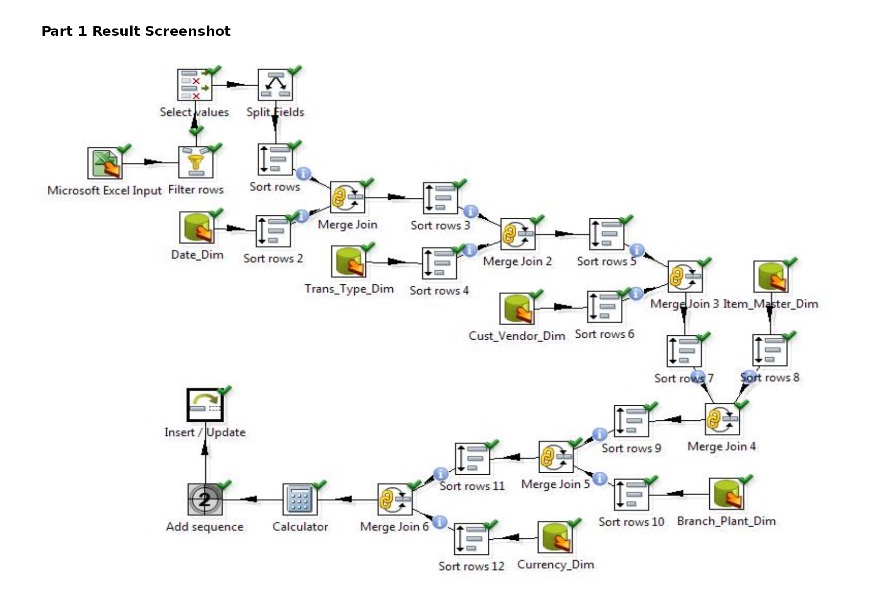 Part 1 Result Screenshot
Select values
Split Fields
Microsoft Excel Input
Filter rows
Sort rows
Date_Dim
Sort rows 2
Merge Join
Sort rows 3
Trans_Type_Dim
Sort rows 4
Merge Join 2
Sort rows 5
Cust_Vendor_Dim
Sort rows 6
Merge Join 3
Item_Master_Dim
Sort rows 7
Sort rows 8
Merge Join 4
Sort rows 9
Branch_Plant_Dim
Sort rows 10
Merge Join 5
Sort rows 11
Currency_Dim
Sort rows 12
Merge Join 6
Calculator
2
Add sequence
Insert / Update